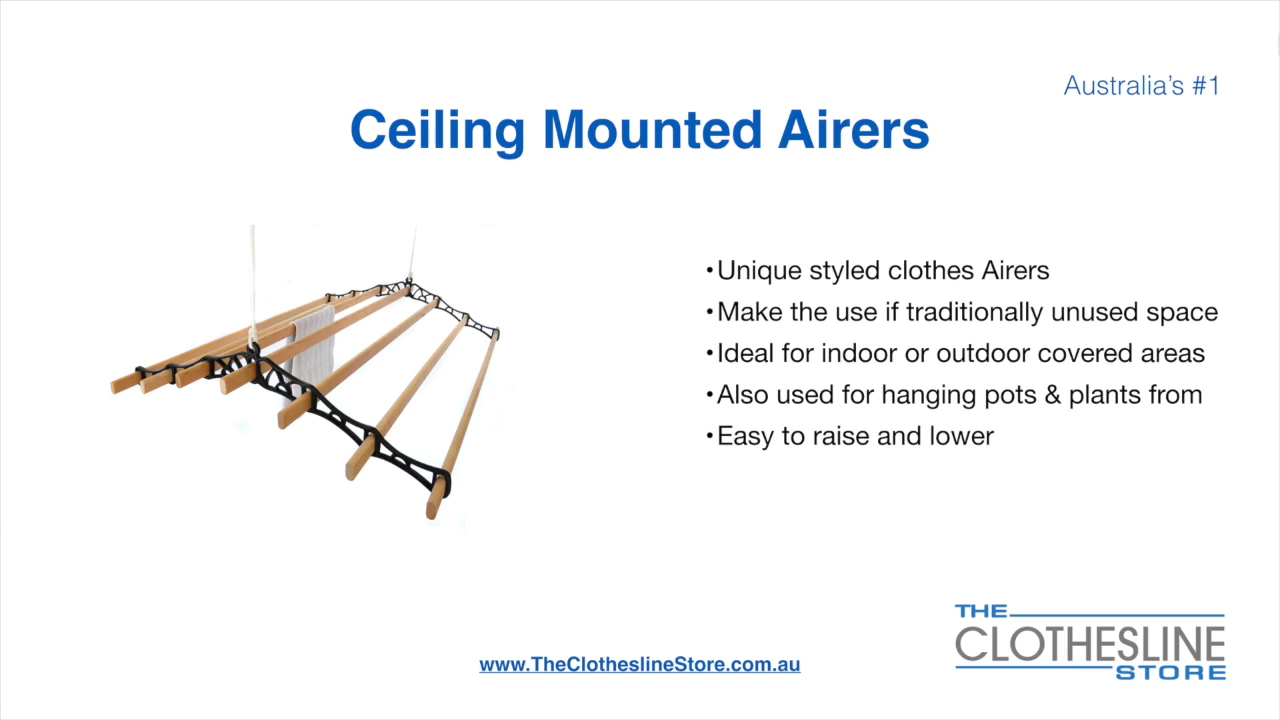 Australia's #1
Ceiling Mounted Airers
•Unique styled clothes Airers
•Make the use if traditionally unused space
•Ideal for indoor or outdoor covered areas
•Also used for hanging pots & plants from
•Easy to raise and lower
THE
CLOTHESLINE
STORE
www.TheClotheslineStore.com.au